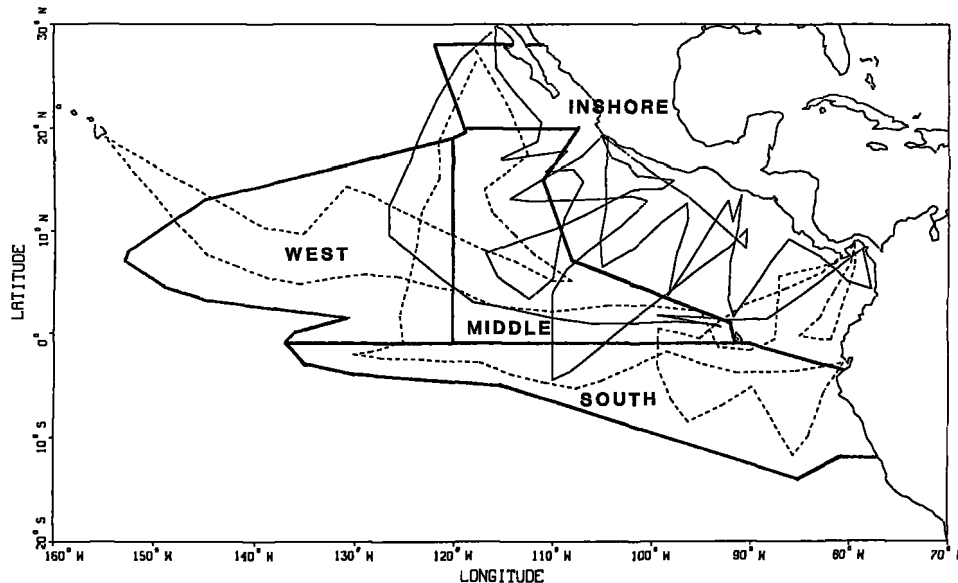 30° N
INSHORE
20° N
10° N
WEST
LATITUDE
0°
MIDDLE
SOUTH
10° S
20° S
160° W 150° W 140° W 130° W 120° W 110° W 100° W 90° W 80° W 70° W
LONGITUDE